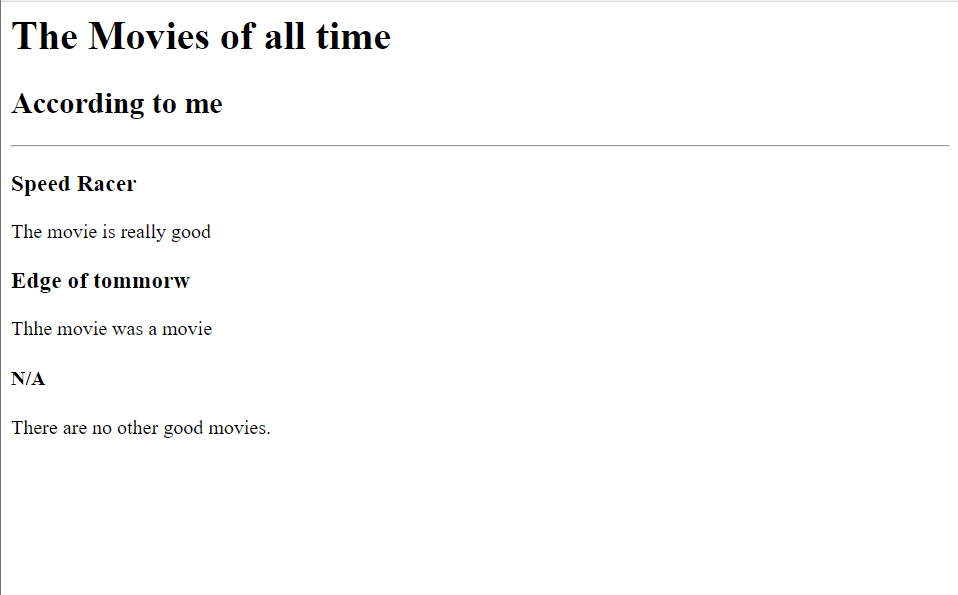 The Movies of all time
According to me
Speed Racer
The movie is really good
Edge of tommorw
Thhe movie was a movie
N/A
There are no other good movies.